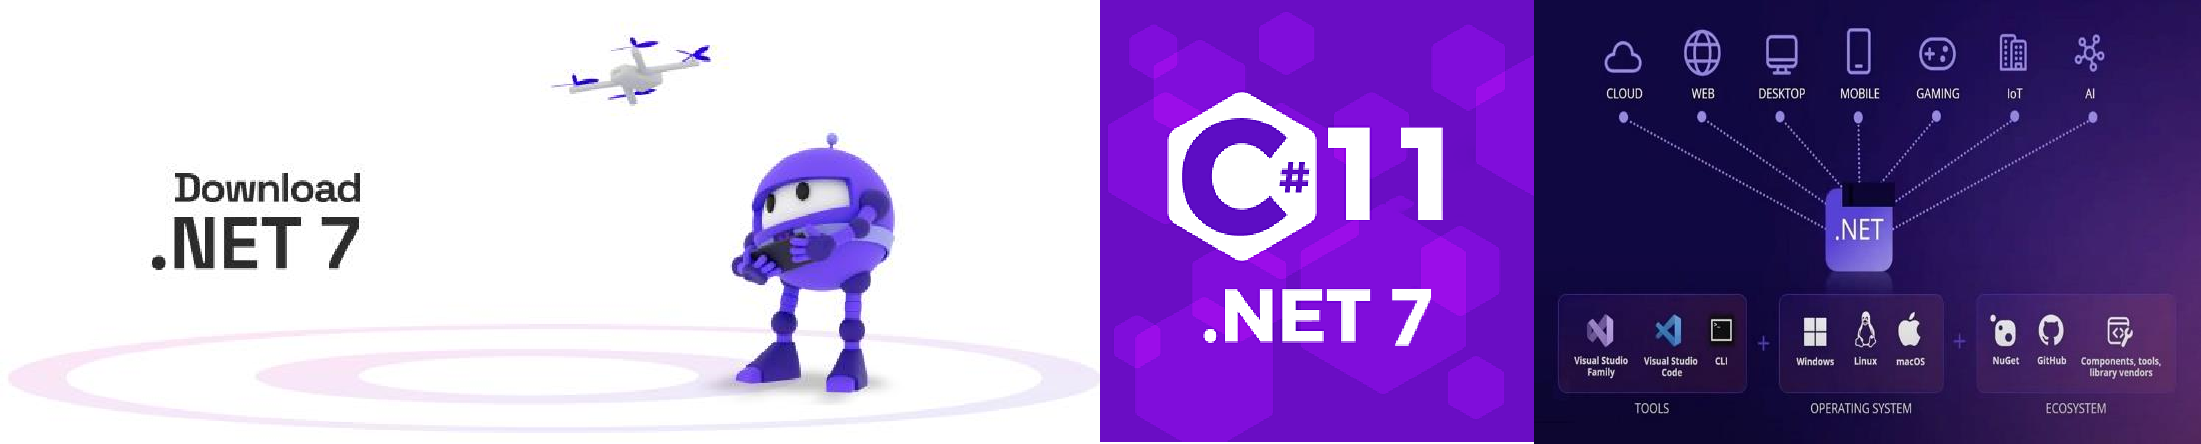 Download
.NET 7
C# 11
.NET 7
CLOUD WEB DESKTOP MOBILE GAMING IoT AI
.NET
Visual Studio Family
Visual Studio Code
CLI
+
Windows
Linux
macOS
+
NuGet
GitHub
Components, tools,
library vendors
TOOLS OPERATING SYSTEM ECOSYSTEM